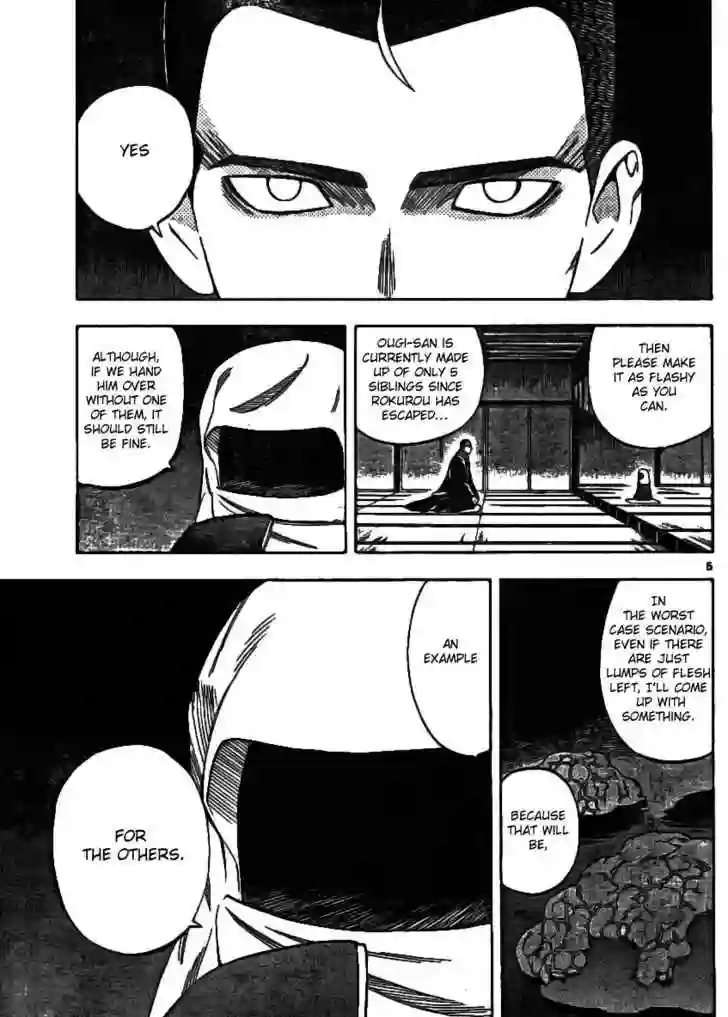 YES
THEN
PLEASE MAKE
IT AS FLASHY
AS YOU
CAN.
OUGI-SAN IS
CURRENTLY MADE
UP OF ONLY 5
SIBLINGS SINCE
ROKUROU HAS
ESCAPED...
ALTHOUGH,
IF WE HAND
HIM OVER
WITHOUT ONE
OF THEM, IT
SHOULD STILL
BE FINE.
5
IN
THE WORST
CASE SCENARIO,
EVEN IF THERE
ARE JUST
LUMPS OF FLESH
LEFT, I'LL COME
UP WITH
SOMETHING.
BECAUSE
THAT WILL
BE,
AN
EXAMPLE
FOR
THE OTHERS.